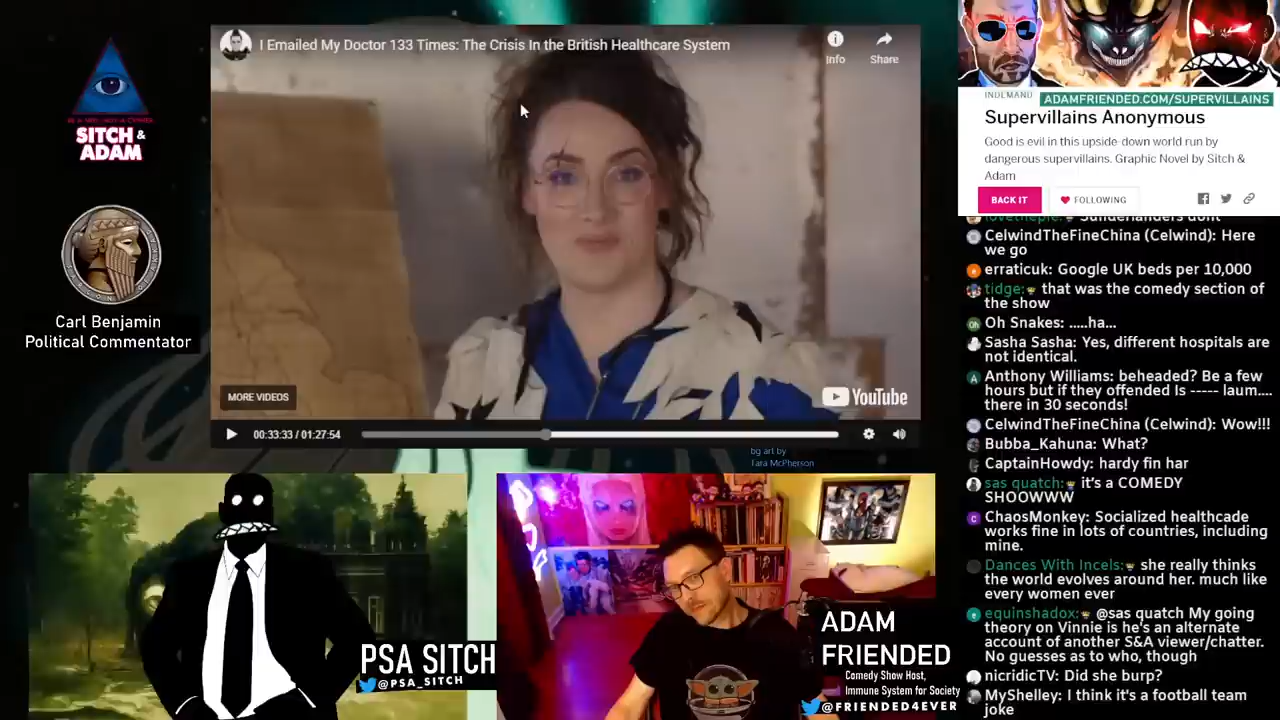 I Emailed My Doctor 133 Times: The Crisis In the British Healthcare System
Info
Share
MORE VIDEOS
YouTube
00:33:33 / 01:27:54
SITCH &
ADAM
Carl Benjamin
Political Commentator
bg art by
Tara McPherson
PSA SITCH
@PSA_SITCH
ADAM
FRIENDED
Comedy Show Host,
Immune System for Society
@FRIENDED4EVER
INDEMAND
ADAMFRIENDED.COM/SUPERVILLAINS
Supervillains Anonymous
Good is evil in this upside-down world run by
dangerous supervillains. Graphic Novel by Sitch &
Adam
BACK IT
FOLLOWING
lovethepie: Sunderlanders dont
CelwindTheFineChina (Celwind): Here
we go
erraticuk: Google UK beds per 10,000
tidge: that was the comedy section of
the show
Oh Snakes: .....ha...
Sasha Sasha: Yes, different hospitals are
not identical.
Anthony Williams: beheaded? Be a few
hours but if they offended Is ----- laum....
there in 30 seconds!
CelwindTheFineChina (Celwind): Wow!!!
Bubba_Kahuna: What?
CaptainHowdy: hardy fin har
sas quatch: it's a COMEDY
SHOOWWW
ChaosMonkey: Socialized healthcade
works fine in lots of countries, including
mine.
Dances With Incels: she really thinks
the world evolves around her. much like
every women ever
equinshadox: @sas quatch My going
theory on Vinnie is he's an alternate
account of another S&A viewer/chatter.
No guesses as to who, though
nicridicTV: Did she burp?
MyShelley: I think it's a football team
joke